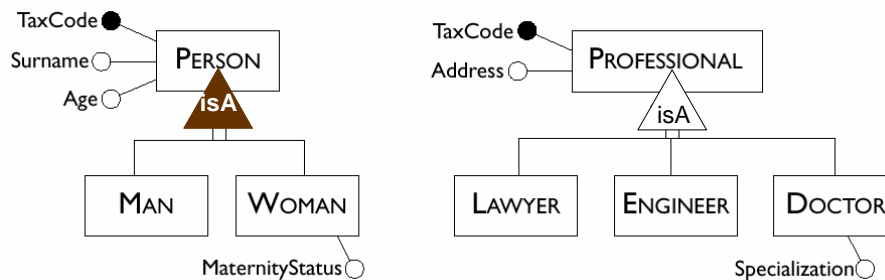 TaxCode
PERSON
Surname
Age
isA
MAN
WOMAN
MaternityStatus
TaxCode
PROFESSIONAL
Address
isA
LAWYER
ENGINEER
DOCTOR
Specialization